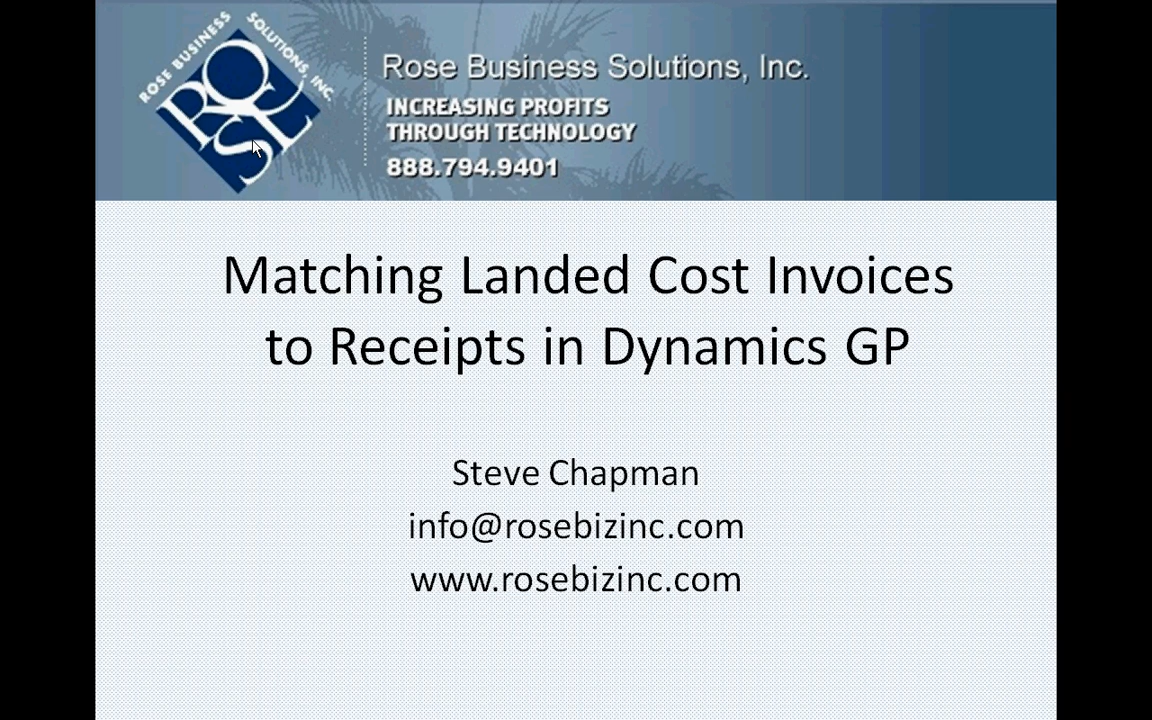 ROSE BUSINESS SOLUTIONS, INC.
ROSE
Rose Business Solutions, Inc.
INCREASING PROFITS
THROUGH TECHNOLOGY
888.794.9401
Matching Landed Cost Invoices
to Receipts in Dynamics GP
Steve Chapman
info@rosebizinc.com
www.rosebizinc.com